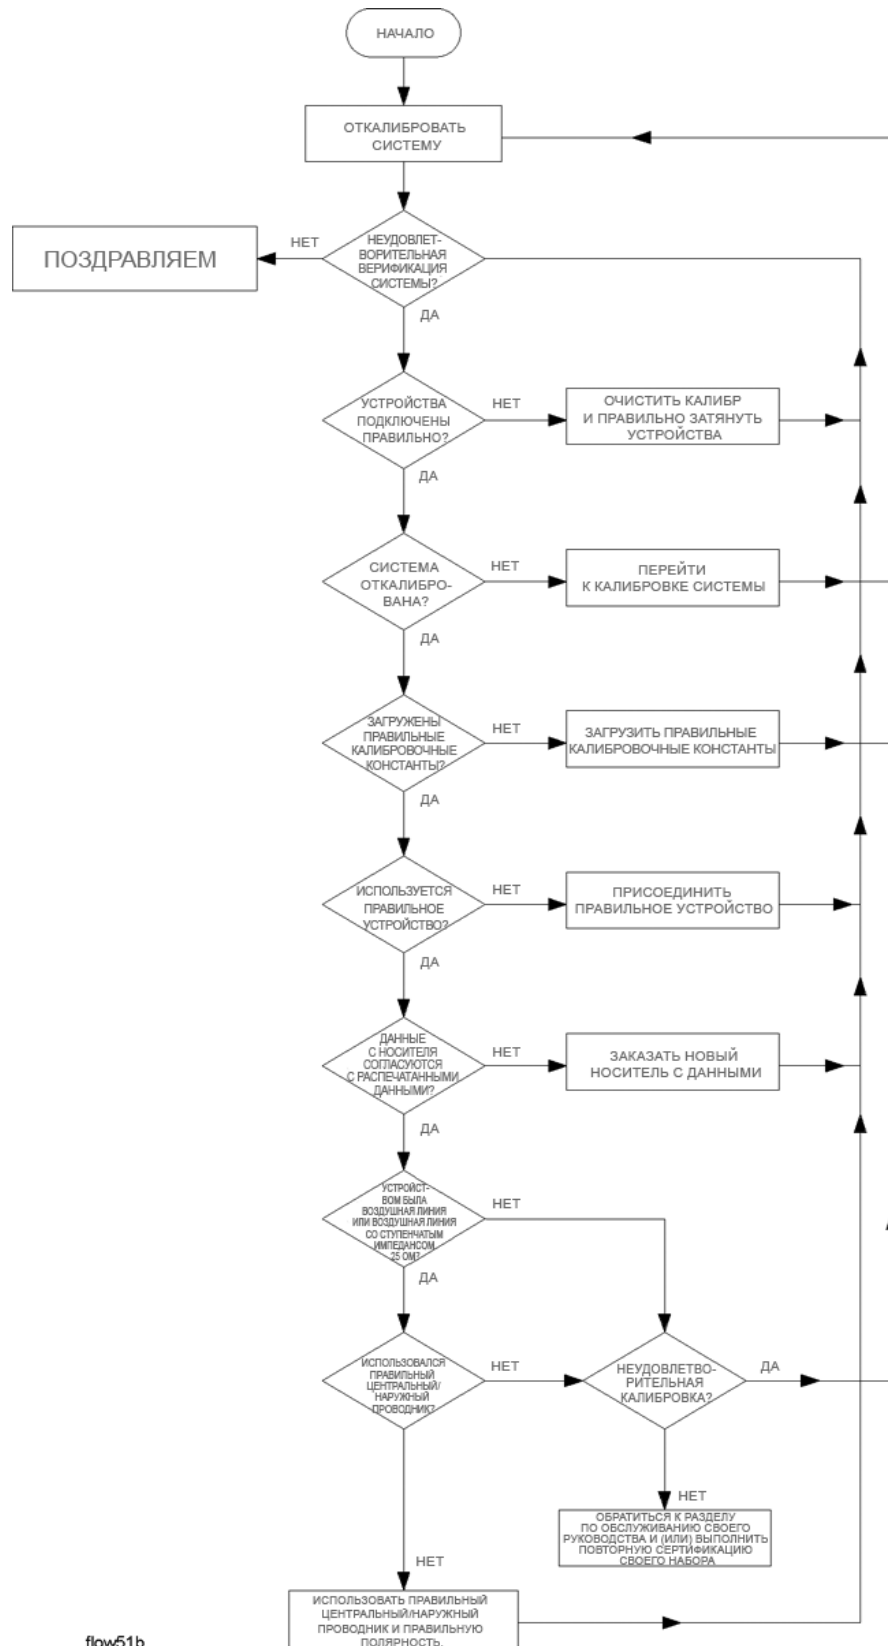 НАЧАЛО
ОТКАЛИБРОВАТЬ
СИСТЕМУ
ПОЗДРАВЛЯЕМ
НЕТ
НЕУДОВЛЕТ-
ВОРИТЕЛЬНАЯ
ВЕРИФИКАЦИЯ
СИСТЕМЫ?
ДА
УСТРОЙСТВА
ПОДКЛЮЧЕНЫ
ПРАВИЛЬНО?
НЕТ
ОЧИСТИТЬ КАЛИБР
И ПРАВИЛЬНО ЗАТЯНУТЬ
УСТРОЙСТВА
ДА
СИСТЕМА
ОТКАЛИБРО-
ВАНА?
НЕТ
ПЕРЕЙТИ
К КАЛИБРОВКЕ СИСТЕМЫ
ДА
ЗАГРУЖЕНЫ
ПРАВИЛЬНЫЕ
КАЛИБРОВОЧНЫЕ
КОНСТАНТЫ?
НЕТ
ЗАГРУЗИТЬ ПРАВИЛЬНЫЕ
КАЛИБРОВОЧНЫЕ КОНСТАНТЫ
ДА
ИСПОЛЬЗУЕТСЯ
ПРАВИЛЬНОЕ
УСТРОЙСТВО?
НЕТ
ПРИСОЕДИНИТЬ
ПРАВИЛЬНОЕ УСТРОЙСТВО
ДА
ДАННЫЕ
С НОСИТЕЛЯ
СОГЛАСУЮТСЯ
С РАСПЕЧАТАННЫМИ
ДАННЫМИ?
НЕТ
ЗАКАЗАТЬ НОВЫЙ
НОСИТЕЛЬ С ДАННЫМИ
ДА
УСТРОЙСТ-
ВОМ БЫЛА
ВОЗДУШНАЯ ЛИНИЯ
ИЛИ ВОЗДУШНАЯ ЛИНИЯ
СО СТУПЕНЧАТЫМ
ИМПЕДАНСОМ
25 ОМ?
НЕТ
ДА
ИСПОЛЬЗОВАЛСЯ
ПРАВИЛЬНЫЙ
ЦЕНТРАЛЬНЫЙ/
НАРУЖНЫЙ
ПРОВОДНИК?
НЕТ
НЕУДОВЛЕТВО-
РИТЕЛЬНАЯ
КАЛИБРОВКА?
ДА
НЕТ
ОБРАТИТЬСЯ К РАЗДЕЛУ
ПО ОБСЛУЖИВАНИЮ СВОЕГО
РУКОВОДСТВА И (ИЛИ) ВЫПОЛНИТЬ
ПОВТОРНУЮ СЕРТИФИКАЦИЮ
СВОЕГО НАБОРА
НЕТ
ИСПОЛЬЗОВАТЬ ПРАВИЛЬНЫЙ
ЦЕНТРАЛЬНЫЙ/НАРУЖНЫЙ
ПРОВОДНИК И ПРАВИЛЬНУЮ
ПОЛЯРНОСТЬ.
flow51b